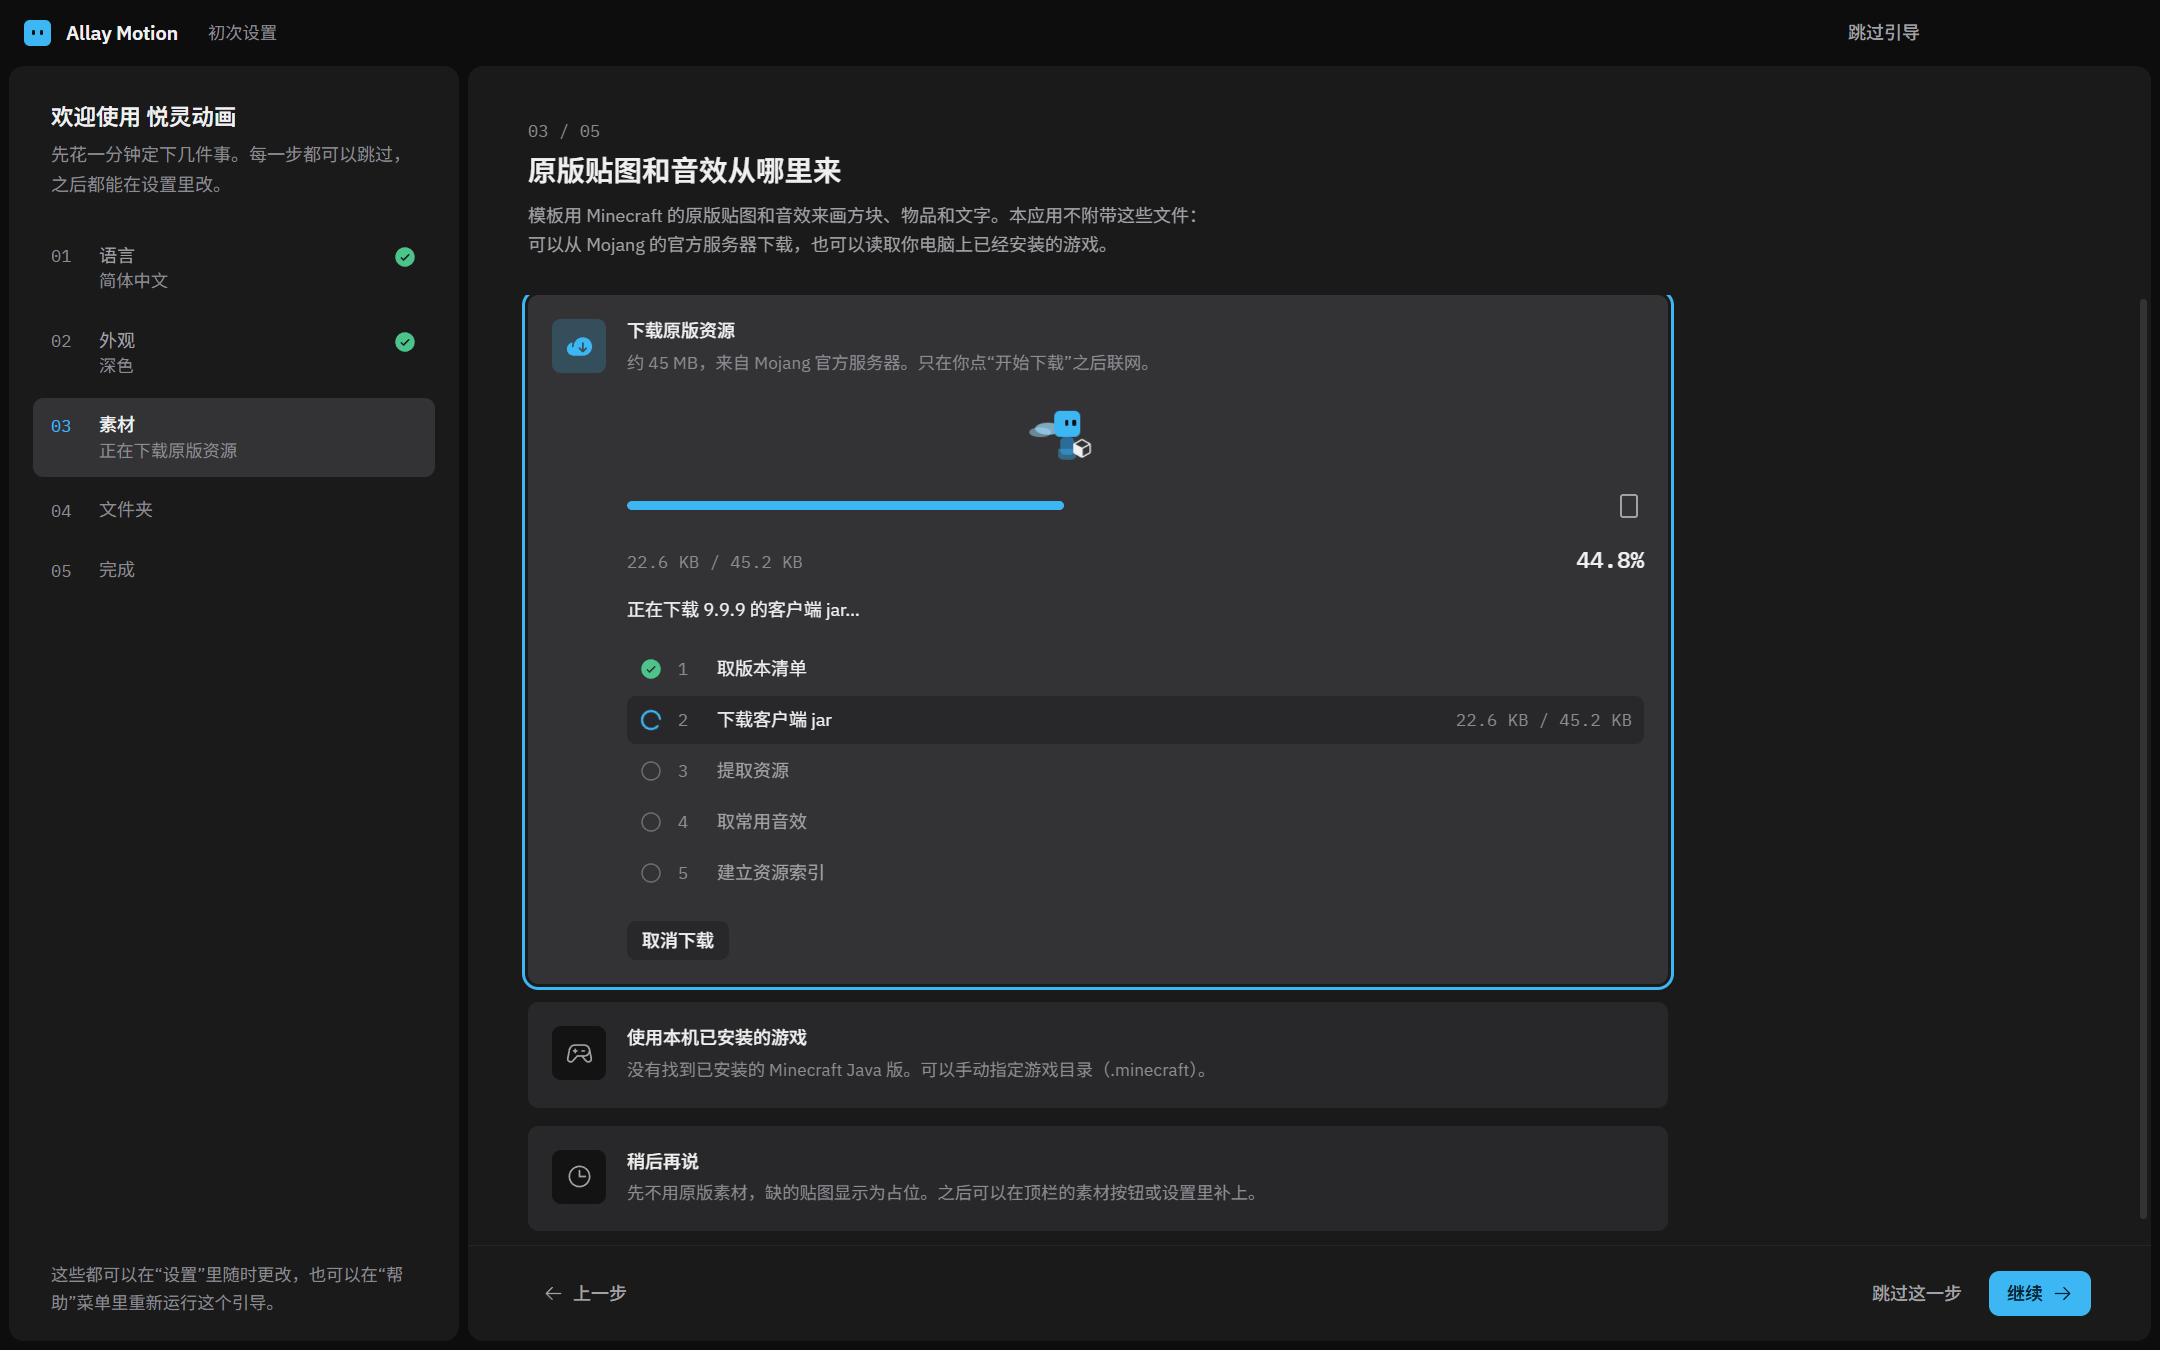 Allay Motion
初次设置
跳过引导
欢迎使用 悦灵动画
先花一分钟定下几件事。每一步都可以跳过，
之后都能在设置里改。
01 语言
简体中文
02 外观
深色
03 素材
正在下载原版资源
04 文件夹
05 完成
这些都可以在“设置”里随时更改，也可以在“帮
助”菜单里重新运行这个引导。
03 / 05
原版贴图和音效从哪里来
模板用 Minecraft 的原版贴图和音效来画方块、物品和文字。本应用不附带这些文件：
可以从 Mojang 的官方服务器下载，也可以读取你电脑上已经安装的游戏。
下载原版资源
约 45 MB，来自 Mojang 官方服务器。只在你点“开始下载”之后联网。
22.6 KB / 45.2 KB
44.8%
正在下载 9.9.9 的客户端 jar...
1 取版本清单
2 下载客户端 jar 22.6 KB / 45.2 KB
3 提取资源
4 取常用音效
5 建立资源索引
取消下载
使用本机已安装的游戏
没有找到已安装的 Minecraft Java 版。可以手动指定游戏目录（.minecraft）。
稍后再说
先不用原版素材，缺的贴图显示为占位。之后可以在顶栏的素材按钮或设置里补上。
上一步
跳过这一步
继续